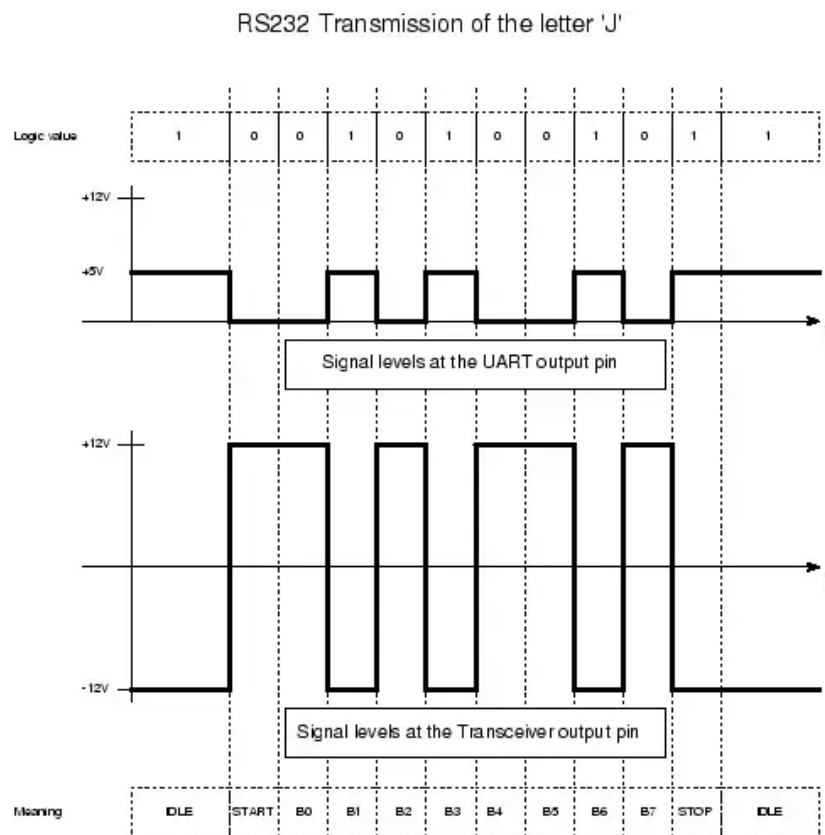 RS232 Transmission of the letter 'J'
Logic value 1 0 0 1 0 1 0 0 1 0 1 1
+12V
+5V
Signal levels at the UART output pin
+12V
-12V
Signal levels at the Transceiver output pin
Meaning IDLE START B0 B1 B2 B3 B4 B5 B6 B7 STOP IDLE